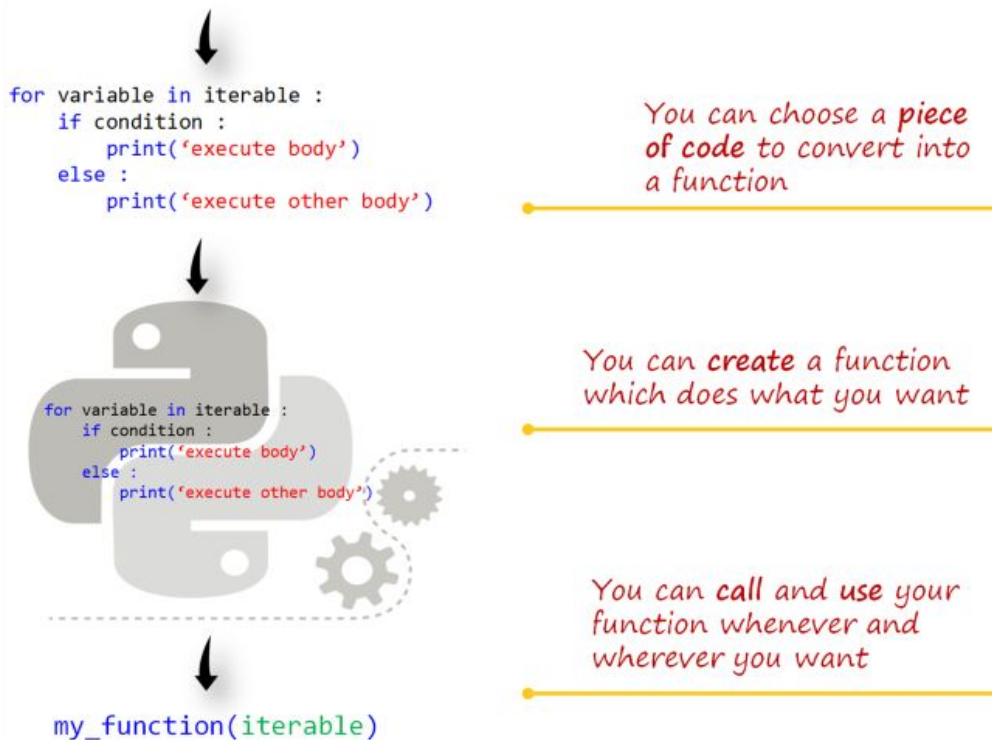 for variable in iterable :
    if condition :
        print(‘execute body’)
    else :
        print(‘execute other body’)
You can choose a piece
of code to convert into
a function
for variable in iterable :
    if condition :
        print(‘execute body’)
    else :
        print(‘execute other body’)
You can create a function
which does what you want
You can call and use your
function whenever and
wherever you want
my_function(iterable)